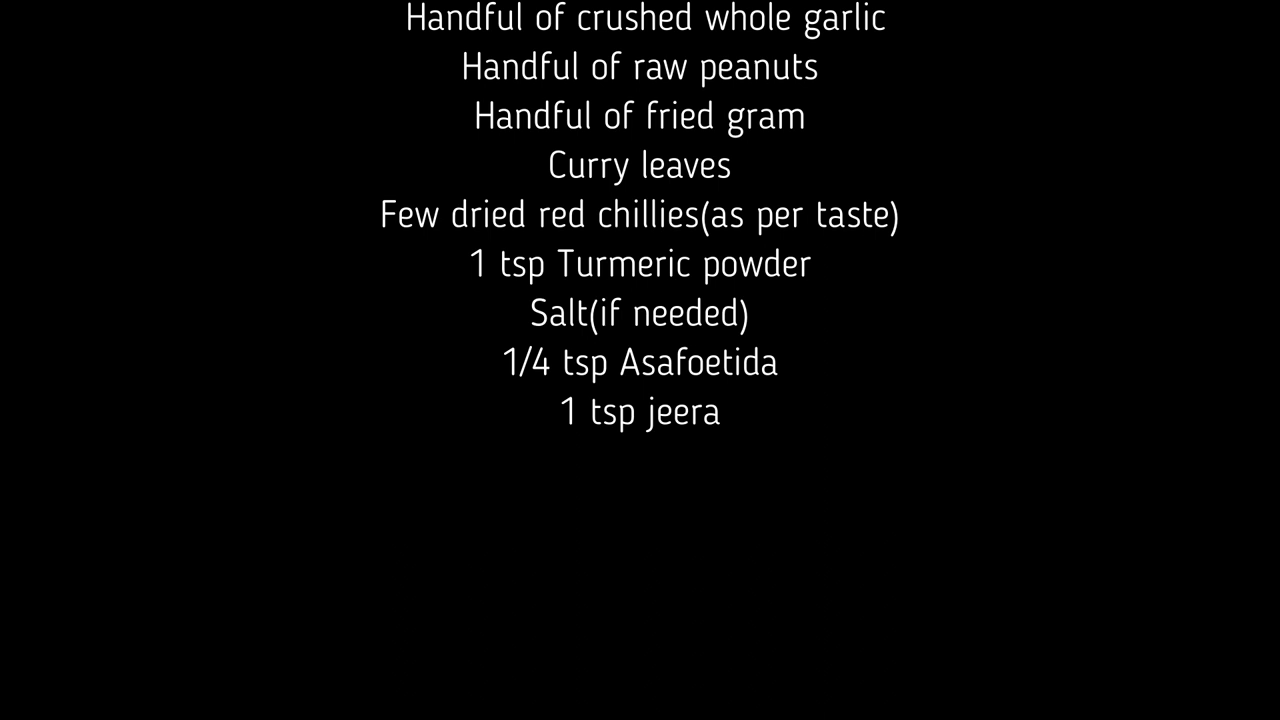 Handful of crushed whole garlic
Handful of raw peanuts
Handful of fried gram
Curry leaves
Few dried red chillies(as per taste)
1 tsp Turmeric powder
Salt(if needed)
1/4 tsp Asafoetida
1 tsp jeera